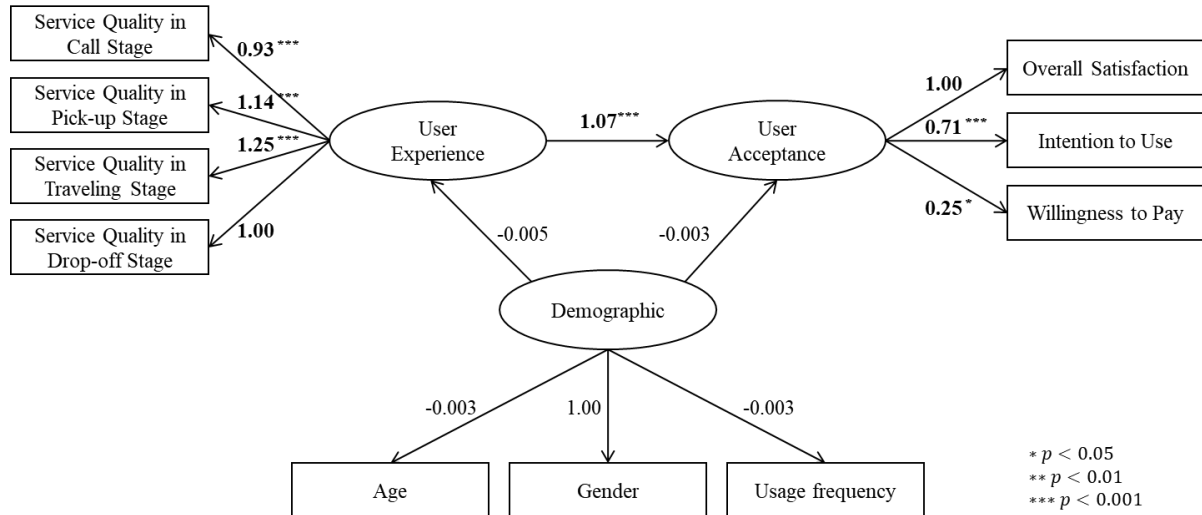 Service Quality in
Call Stage
0.93 ***
Service Quality in
Pick-up Stage
1.14 ***
Service Quality in
Traveling Stage
1.25 ***
Service Quality in
Drop-off Stage
1.00
User
Experience
1.07***
User
Acceptance
1.00
Overall Satisfaction
0.71 ***
Intention to Use
0.25 *
Willingness to Pay
-0.005
-0.003
Demographic
-0.003
1.00
-0.003
Age
Gender
Usage frequency
* p < 0.05
** p < 0.01
*** p < 0.001